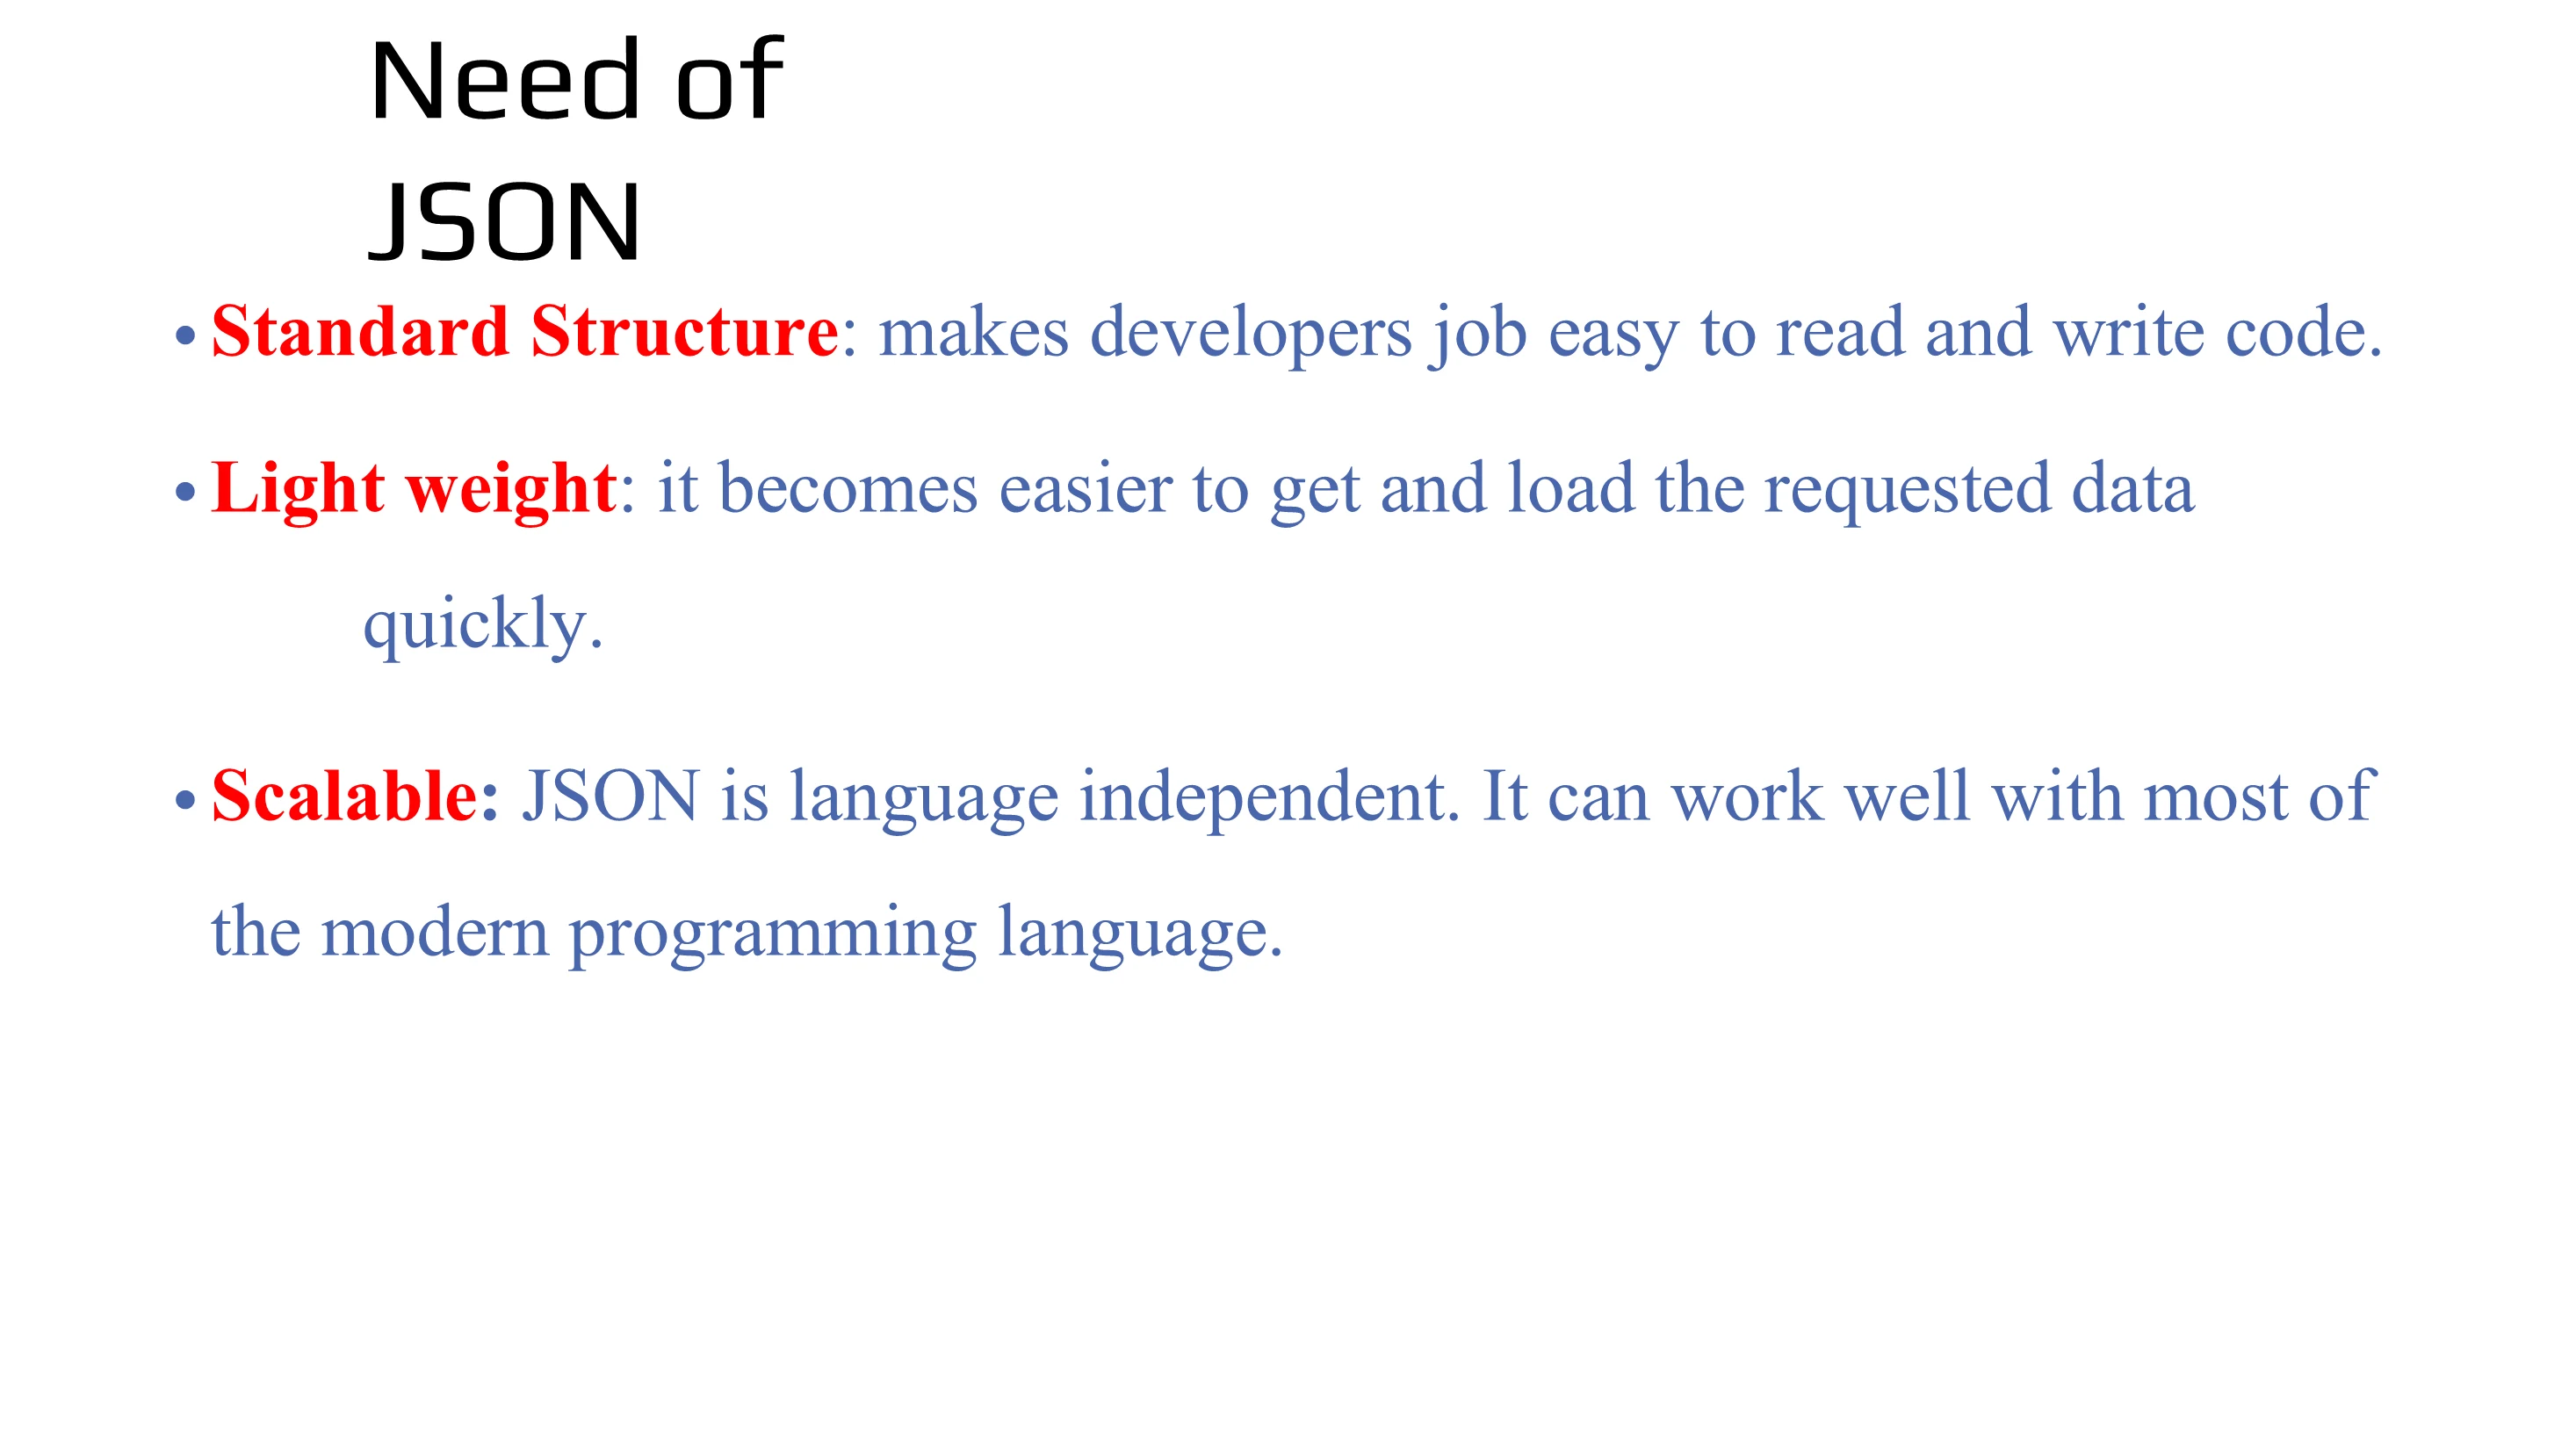 Need of
JSON
• Standard Structure: makes developers job easy to read and write code.
• Light weight: it becomes easier to get and load the requested data
quickly.
• Scalable: JSON is language independent. It can work well with most of
the modern programming language.